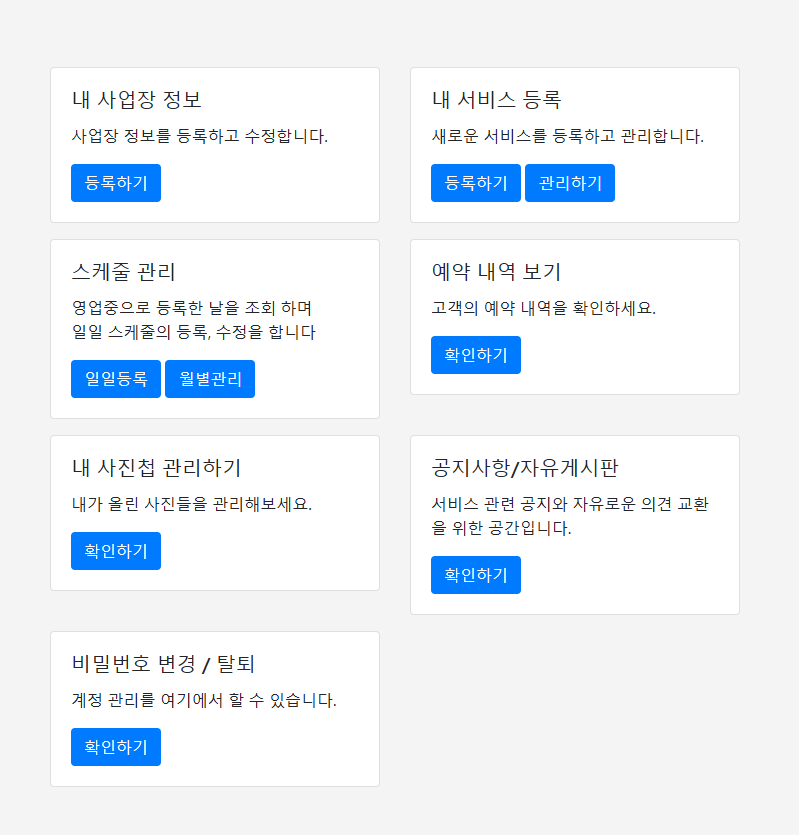 내 사업장 정보
사업장 정보를 등록하고 수정합니다.
등록하기
내 서비스 등록
새로운 서비스를 등록하고 관리합니다.
등록하기 관리하기
스케줄 관리
영업중으로 등록한 날을 조회 하며
일일 스케줄의 등록, 수정을 합니다
일일등록 월별관리
예약 내역 보기
고객의 예약 내역을 확인하세요.
확인하기
내 사진첩 관리하기
내가 올린 사진들을 관리해보세요.
확인하기
공지사항/자유게시판
서비스 관련 공지와 자유로운 의견 교환
을 위한 공간입니다.
확인하기
비밀번호 변경 / 탈퇴
계정 관리를 여기에서 할 수 있습니다.
확인하기